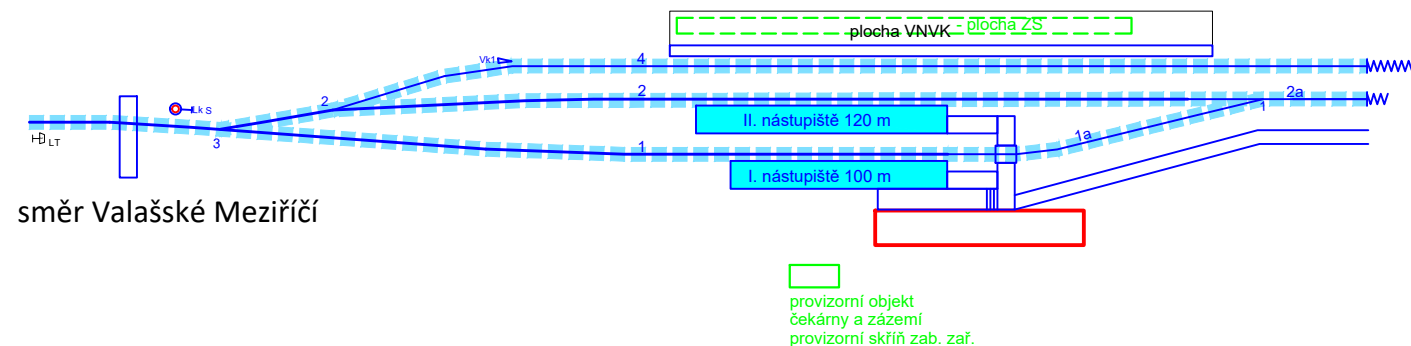 - plocha ZS
plocha VNVK
Vk1
4
2
2
2a
1
Lk S
II. nástupiště 120 m
1a
LT
3
1
I. nástupiště 100 m
směr Valašské Meziříčí
provizorní objekt
čekárny a zázemí
provizorní skříň zab. zař.